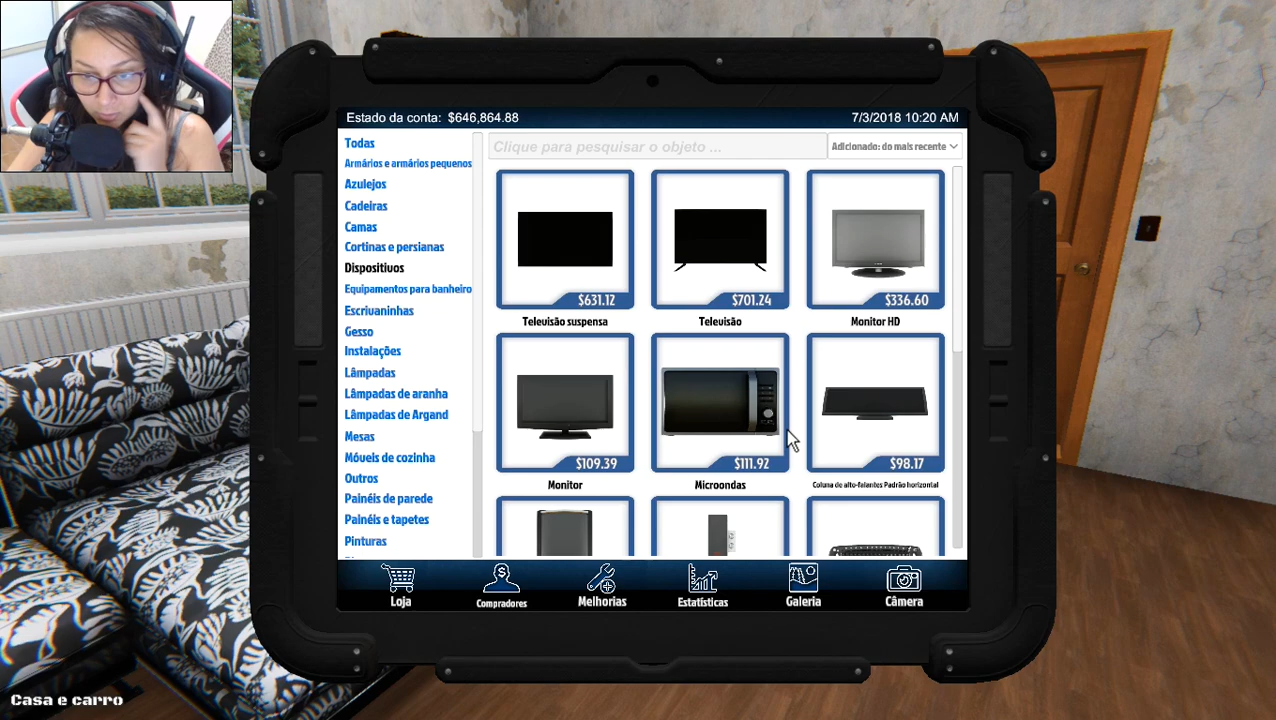 Estado da conta: $646,864.88
7/3/2018 10:20 AM
Todas
Armários e armários pequenos
Azulejos
Cadeiras
Camas
Cortinas e persianas
Dispositivos
Equipamentos para banheiro
Escrivaninhas
Gesso
Instalações
Lâmpadas
Lâmpadas de aranha
Lâmpadas de Argand
Mesas
Móveis de cozinha
Outros
Painéis de parede
Painéis e tapetes
Pinturas
Clique para pesquisar o objeto ...
Adicionado: do mais recente
$631.12
$701.24
$336.60
Televisão suspensa
Televisão
Monitor HD
$109.39
$111.92
$98.17
Monitor
Microondas
Coluna de alto-falantes Padrão horizontal
Loja
Compradores
Melhorias
Estatísticas
Galeria
Câmera
Casa e carro